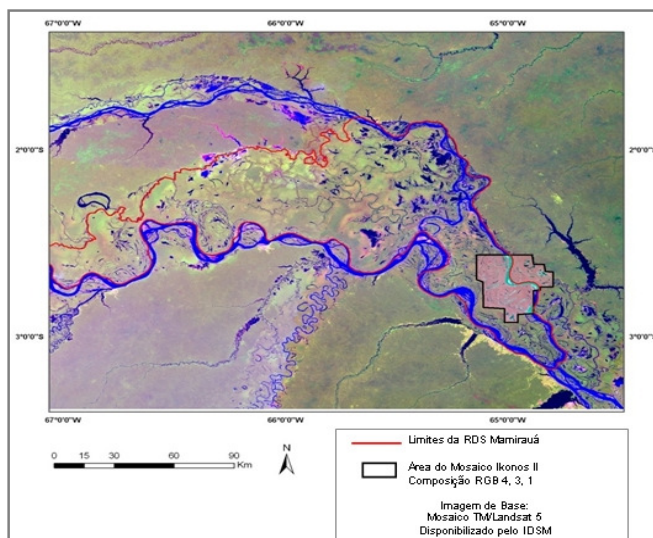 67°0'0"W
66°0'0"W
65°0'0"W
2°0'0"S
2°0'0"S
3°0'0"S
3°0'0"S
67°0'0"W
66°0'0"W
65°0'0"W
0 15 30 60 90
Km
N
Limites da RDS Mamirauá
Área do Mosaico Ikonos II
Composição RGB 4, 3, 1
Imagem de Base:
Mosaico TM/Landsat 5
Disponibilizado pelo IDSM